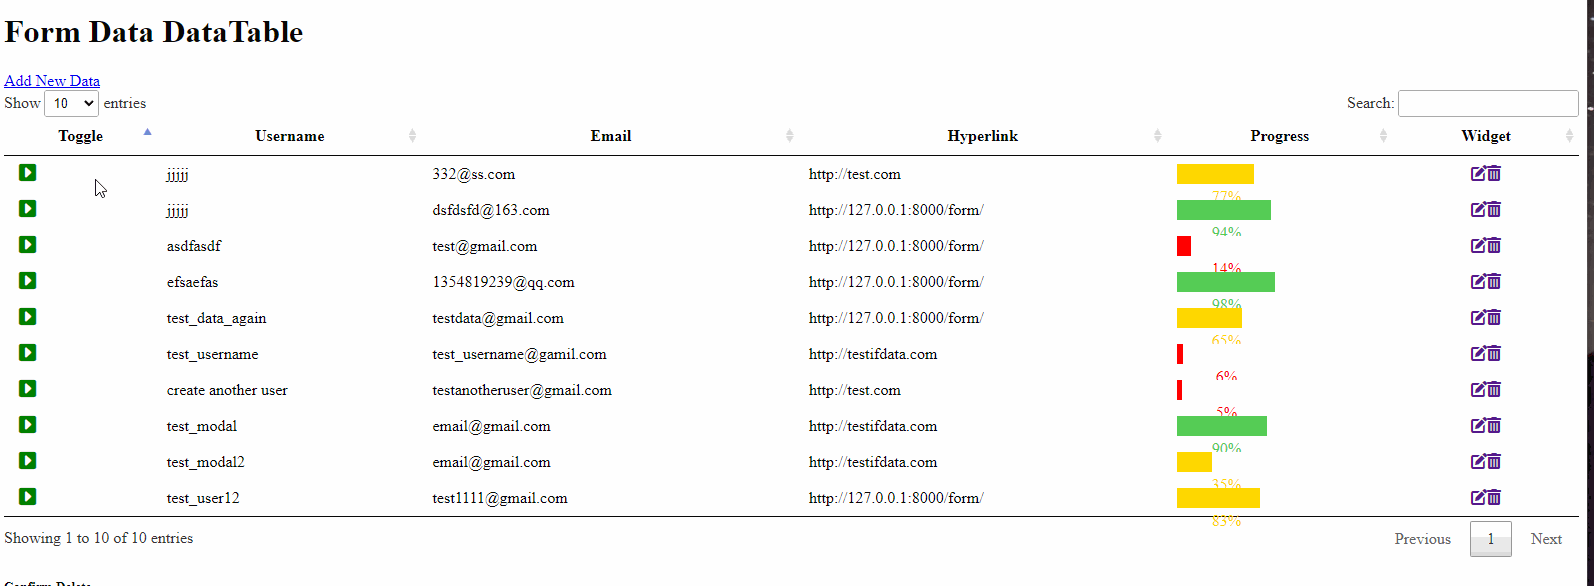 Form Data DataTable
Add New Data
Show 10 entries
Search:
Toggle Username Email Hyperlink Progress Widget
jjjjj 332@ss.com http://test.com 77%
jjjjj dsfdsfd@163.com http://127.0.0.1:8000/form/ 94%
asdfasdf test@gmail.com http://127.0.0.1:8000/form/ 14%
efsaefas 1354819239@qq.com http://127.0.0.1:8000/form/ 98%
test_data_again testdata@gmail.com http://127.0.0.1:8000/form/ 65%
test_username test_username@gamil.com http://testifdata.com 6%
create another user testanotheruser@gmail.com http://test.com 5%
test_modal email@gmail.com http://testifdata.com 90%
test_modal2 email@gmail.com http://testifdata.com 35%
test_user12 test1111@gmail.com http://127.0.0.1:8000/form/ 83%
Showing 1 to 10 of 10 entries
Previous 1 Next
Confirm Delete